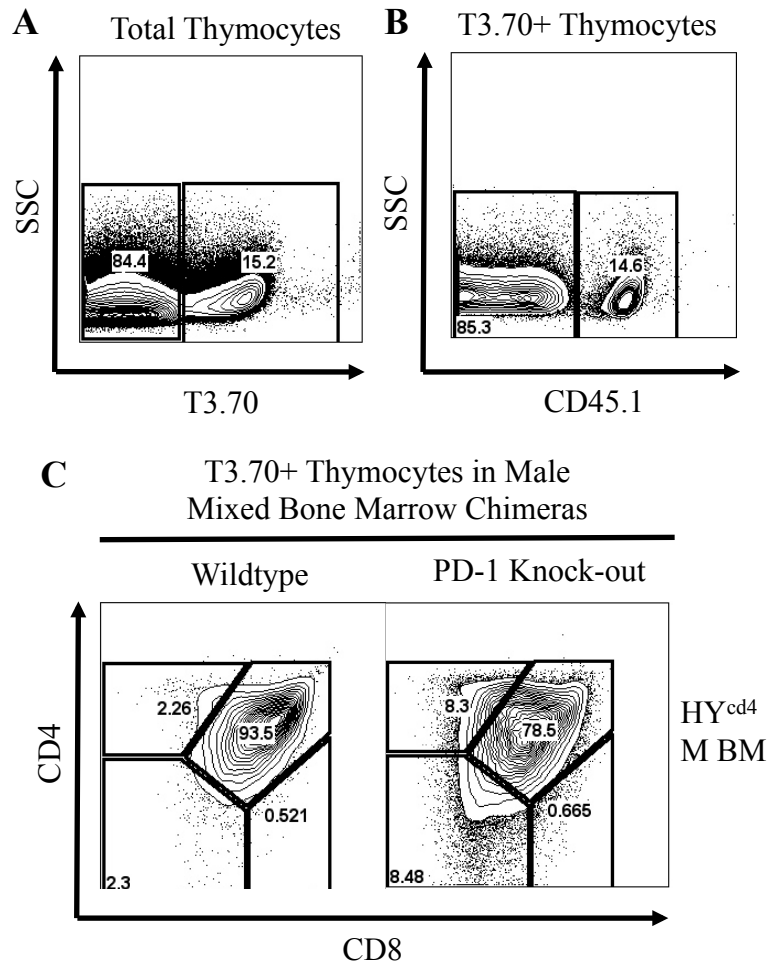 A
Total Thymocytes
SSC
84.4
15.2
T3.70
B
T3.70+ Thymocytes
SSC
14.6
85.3
CD45.1
C
T3.70+ Thymocytes in Male
Mixed Bone Marrow Chimeras
Wildtype
PD-1 Knock-out
CD4
2.26
93.5
0.521
2.3
8.3
78.5
0.665
8.48
HYcd4
M BM
CD8